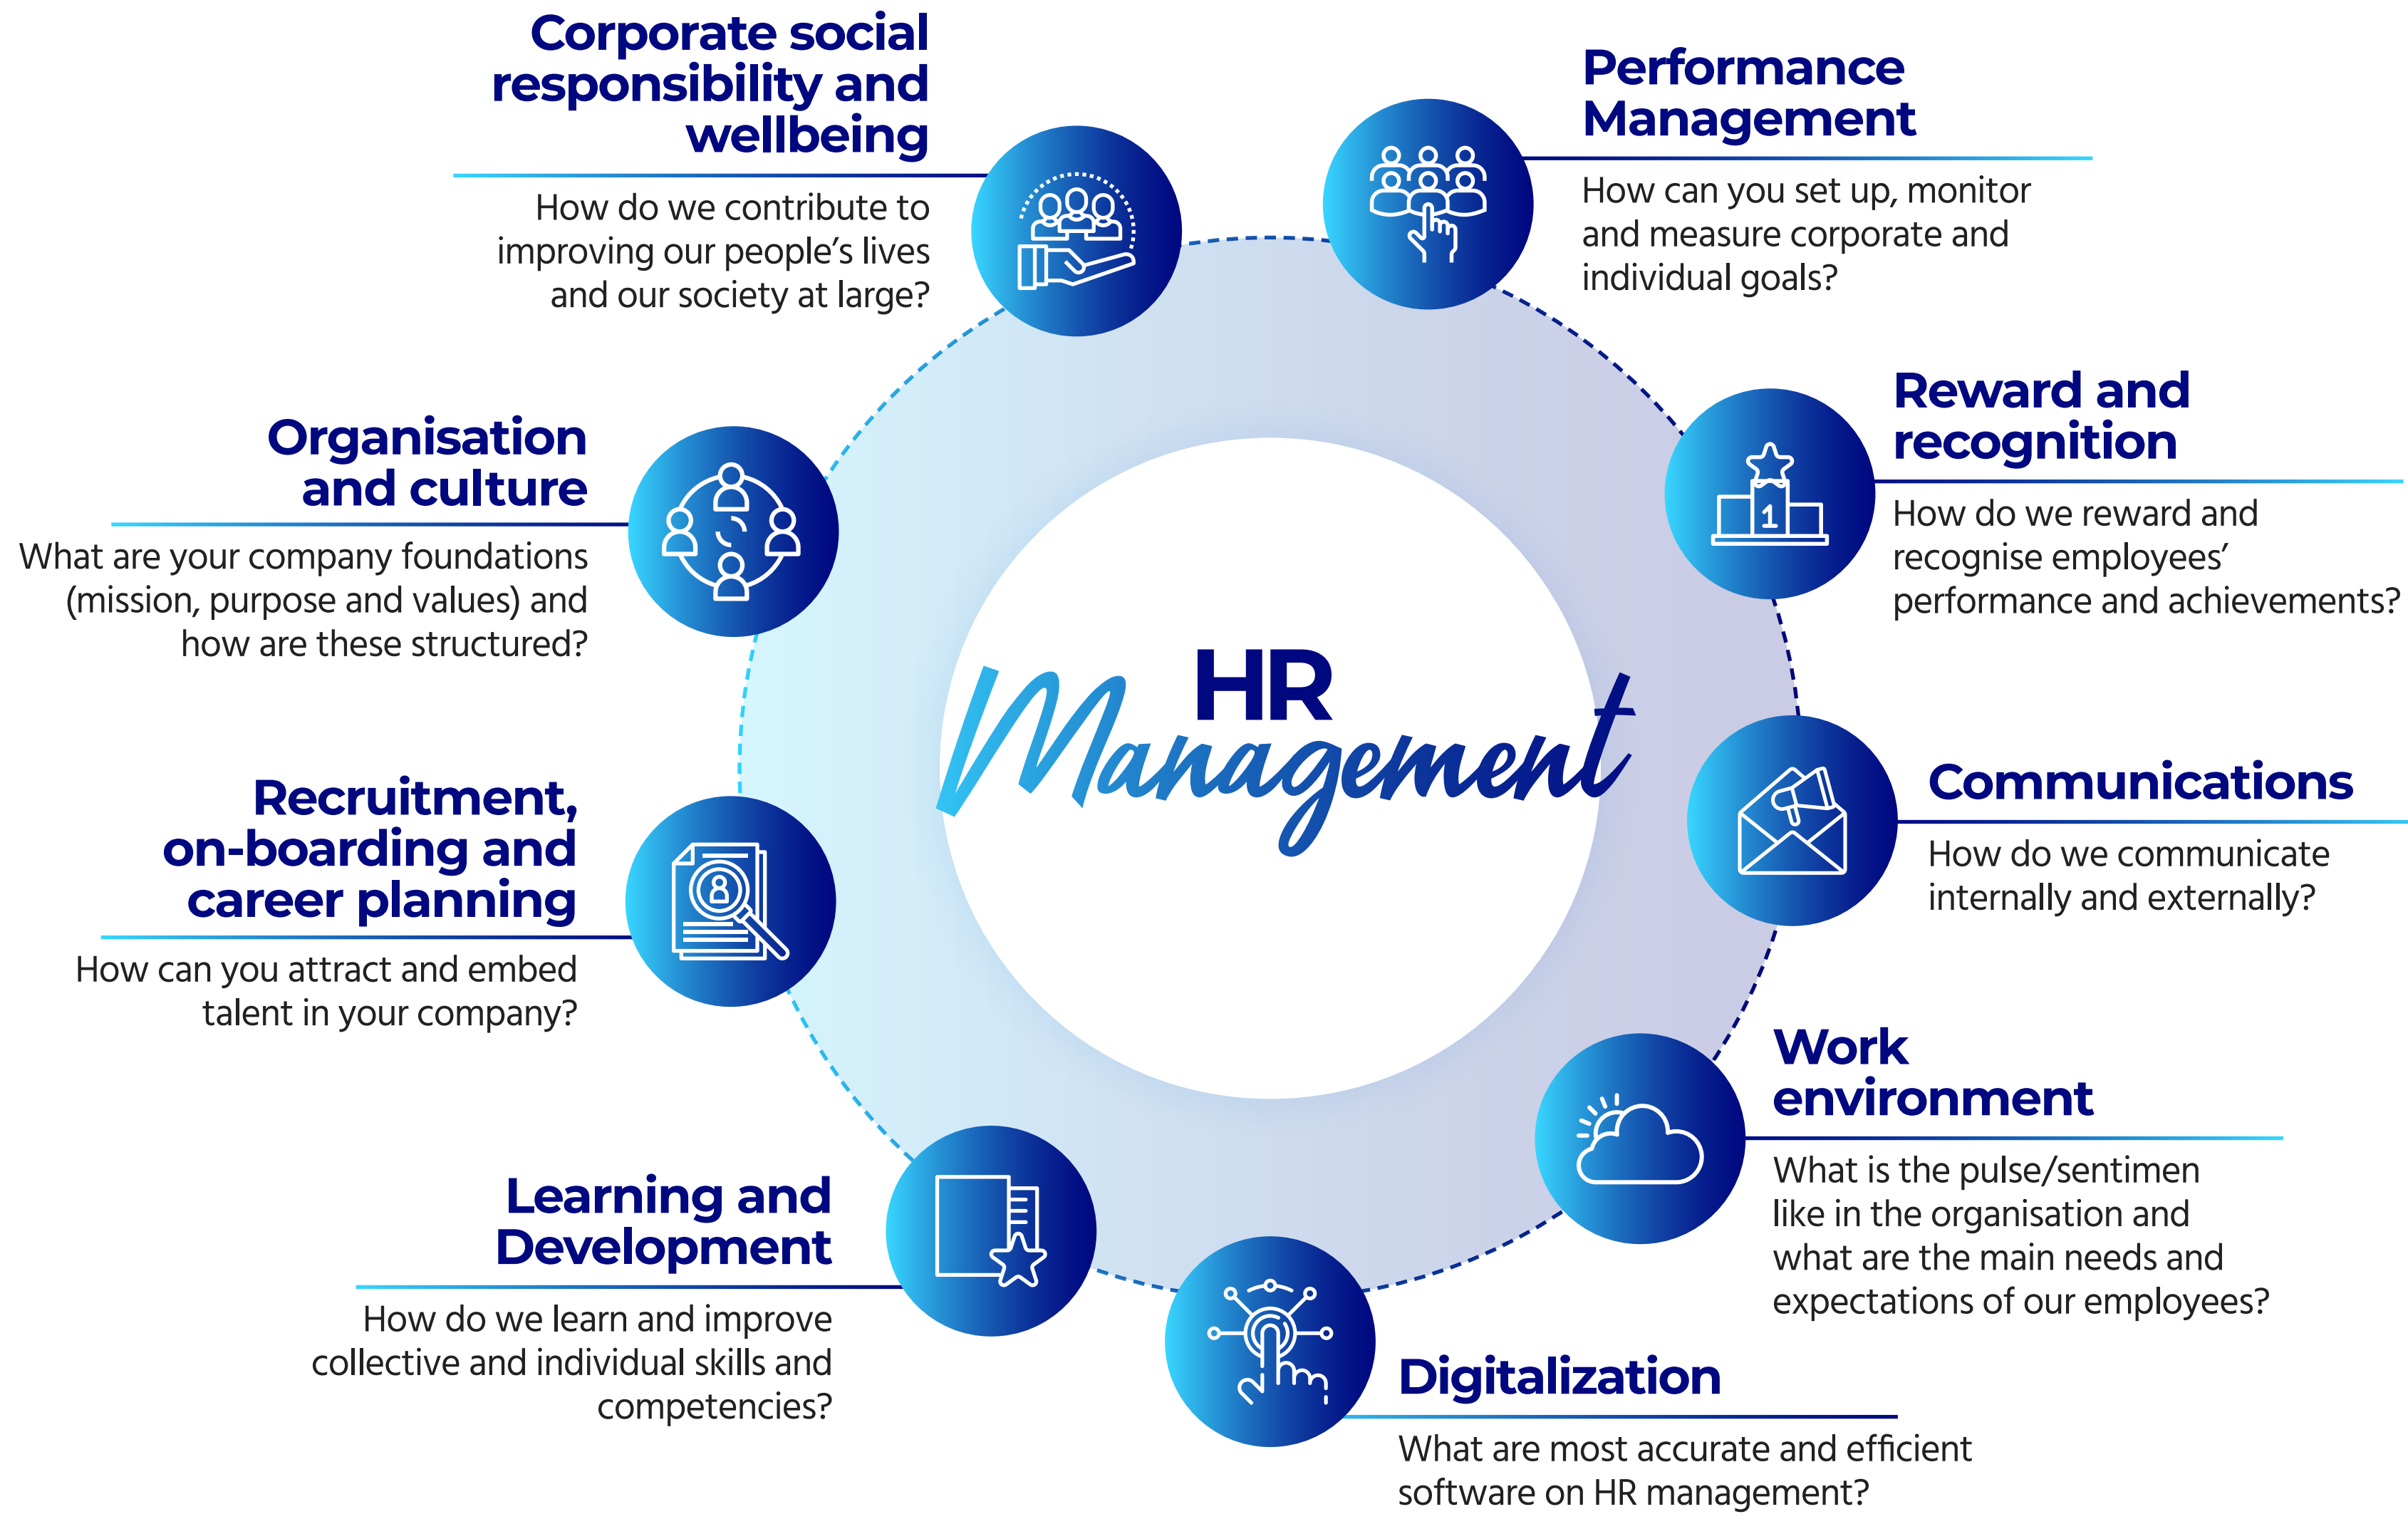 Corporate social
responsibility and
wellbeing
How do we contribute to
improving our people's lives
and our society at large?
Performance
Management
How can you set up, monitor
and measure corporate and
individual goals?
Reward and
recognition
1
How do we reward and
recognise employees'
performance and achievements?
Organisation
and culture
What are your company foundations
(mission, purpose and values) and
how are these structured?
HR
Management
Communications
How do we communicate
internally and externally?
Recruitment,
on-boarding and
career planning
How can you attract and embed
talent in your company?
Work
environment
What is the pulse/sentimen
like in the organisation and
what are the main needs and
expectations of our employees?
Learning and
Development
How do we learn and improve
collective and individual skills and
competencies?
Digitalization
What are most accurate and efficient
software on HR management?